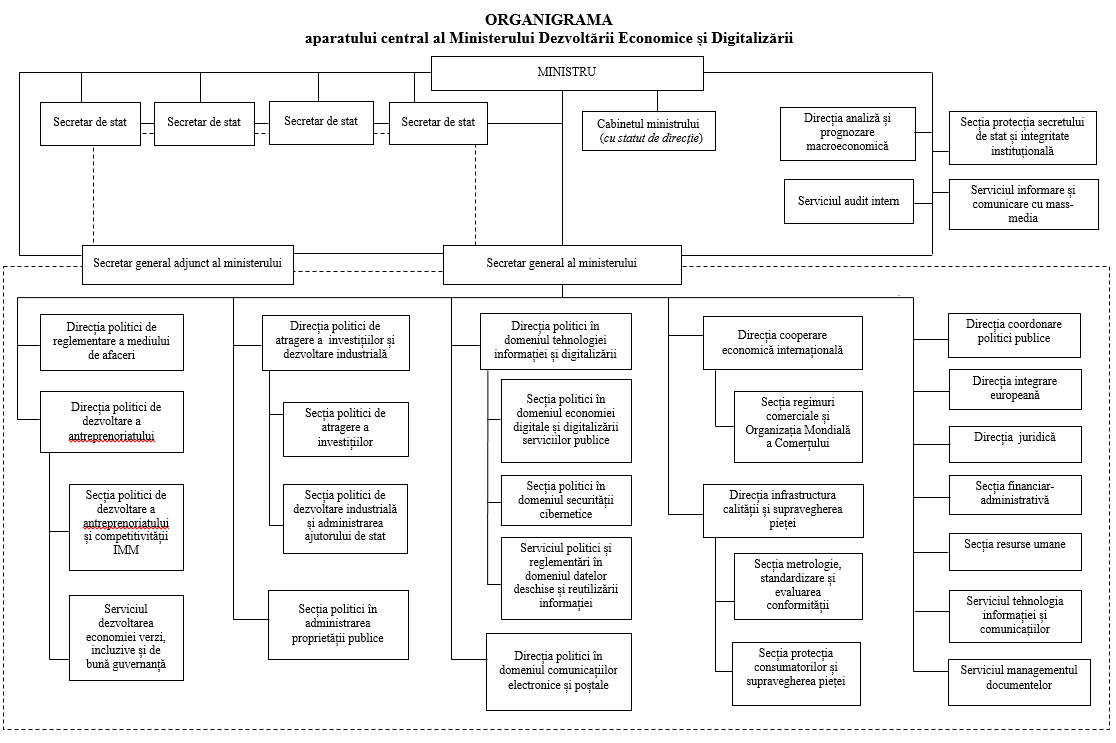 ORGANIGRAMA
aparatului central al Ministerului Dezvoltării Economice și Digitalizării
MINISTRU
Secretar de stat
Secretar de stat
Secretar de stat
Secretar de stat
Cabinetul ministrului
(cu statut de direcție)
Direcția analiză și
prognozare
macroeconomică
Secția protecția secretului
de stat și integritate
instituțională
Serviciul audit intern
Serviciul informare și
comunicare cu mass-
media
Secretar general adjunct al ministerului
Secretar general al ministerului
Direcția politici de
reglementare a mediului
de afaceri
Direcția politici de
dezvoltare a
antreprenoriatului
Secția politici de
dezvoltare a
antreprenoriatului
și competitivității
IMM
Serviciul
dezvoltarea
economiei verzi,
incluzive și de
bună guvernanță
Direcția politici de
atragere a investițiilor și
dezvoltare industrială
Secția politici de
atragere a
investițiilor
Secția politici de
dezvoltare industrială
și administrarea
ajutorului de stat
Secția politici în
administrarea
proprietății publice
Direcția politici în
domeniul tehnologiei
informației și digitalizării
Secția politici în
domeniul economiei
digitale și digitalizării
serviciilor publice
Secția politici în
domeniul securității
cibernetice
Serviciul politici și
reglementări în
domeniul datelor
deschise și reutilizării
informației
Direcția politici în
domeniul comunicațiilor
electronice și poștale
Direcția cooperare
economică internațională
Secția regimuri
comerciale și
Organizația Mondială
a Comerțului
Direcția infrastructura
calității și supravegherea
pieței
Secția metrologie,
standardizare și
evaluarea
conformității
Secția protecția
consumatorilor și
supravegherea pieței
Direcția coordonare
politici publice
Direcția integrare
europeană
Direcția juridică
Secția financiar-
administrativă
Secția resurse umane
Serviciul tehnologia
informației și
comunicațiilor
Serviciul managementul
documentelor